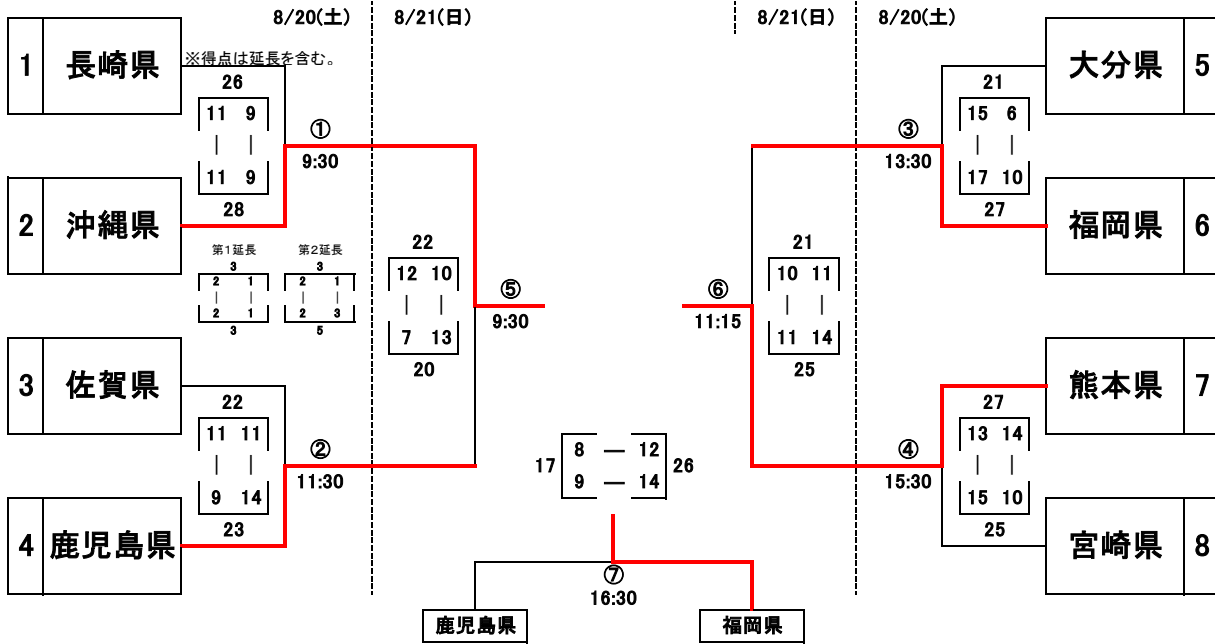 8/20(土) 8/21(日) 8/21(日) 8/20(土)
※得点は延長を含む。
1 長崎県
26
11 9
| |
11 9
28
① 
9:30
2 沖縄県
第1延長 第2延長
3 3
2 1 2 1
| | | |
2 1 2 3
3 5
3 佐賀県
22
11 11
| |
9 14
23
②
11:30
4 鹿児島県
22
12 10
| |
7 13
20
⑤
9:30
⑥
11:15
21
10 11
| |
11 14
25
17 8 — 12 26
9 — 14
⑦
16:30
鹿児島県 福岡県
大分県 5
21
15 6
| |
17 10
27
③
13:30
福岡県 6
熊本県 7
27
13 14
| |
15 10
25
④
15:30
宮崎県 8